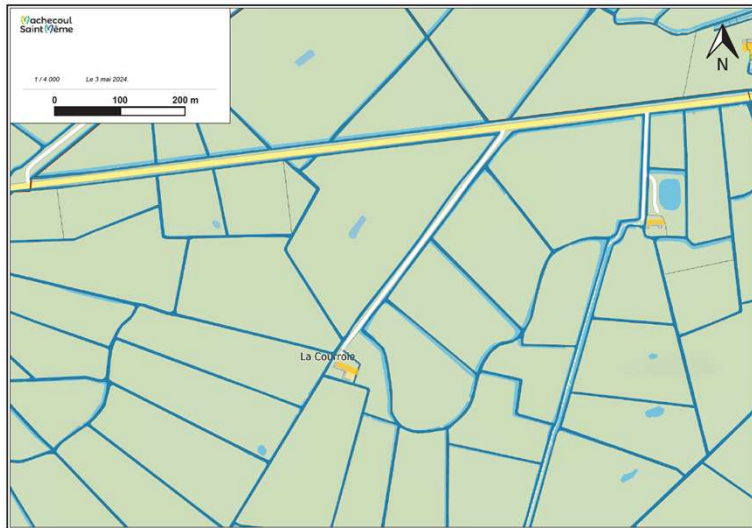 Machecoul
Saint Même
1 / 4 000 Le 3 mai 2024.
0 100 200 m
N
La Courroie